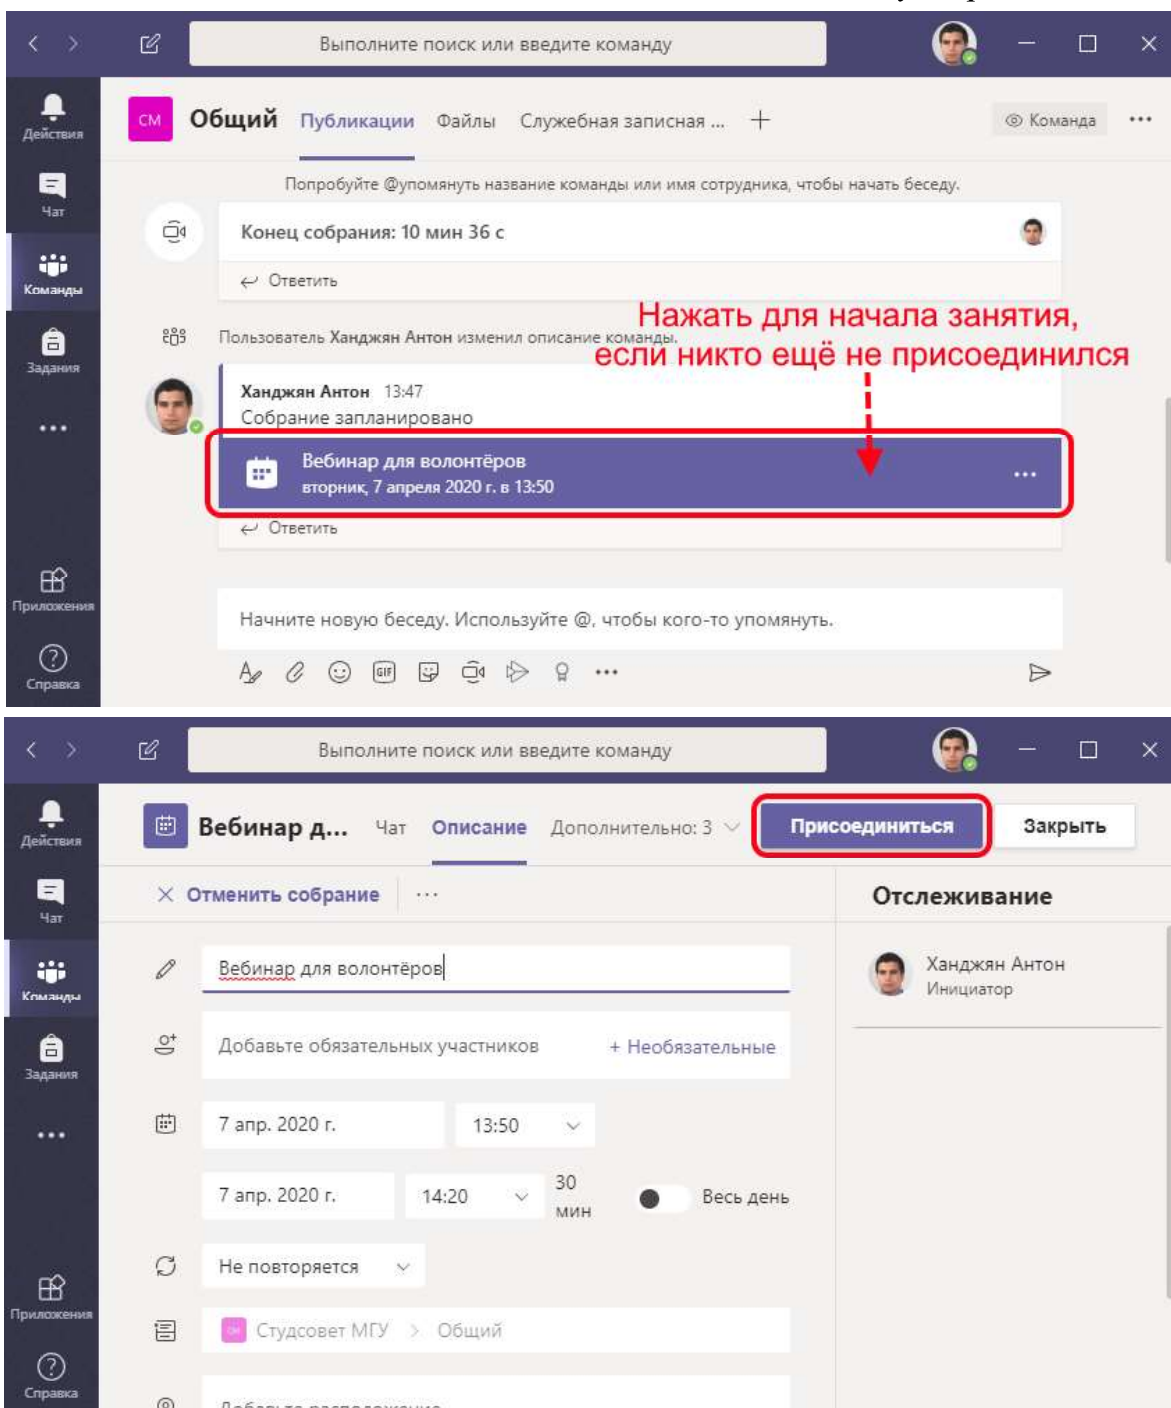 Выполните поиск или введите команду
Действия
СМ Общий Публикации Файлы Служебная записная ... + Команда ...
Попробуйте @упомянуть название команды или имя сотрудника, чтобы начать беседу.
Чат
Конец собрания: 10 мин 36 с
Ответить
Команды
Нажать для начала занятия,
если никто ещё не присоединился
Пользователь Ханджян Антон изменил описание команды.
Задания
Ханджян Антон 13:47
Собрание запланировано
Вебинар для волонтёров
вторник, 7 апреля 2020 г. в 13:50
Ответить
Приложения
Начните новую беседу. Используйте @, чтобы кого-то упомянуть.
GIF
Справка
Выполните поиск или введите команду
Действия
Вебинар д... Чат Описание Дополнительно: 3 Присоединиться Закрыть
Отменить собрание ...
Отслеживание
Чат
Вебинар для волонтёров
Ханджян Антон
Инициатор
Команды
Добавьте обязательных участников + Необязательные
Задания
7 апр. 2020 г. 13:50
7 апр. 2020 г. 14:20 30 мин Весь день
Не повторяется
Приложения
Студсовет МГУ > Общий
Справка